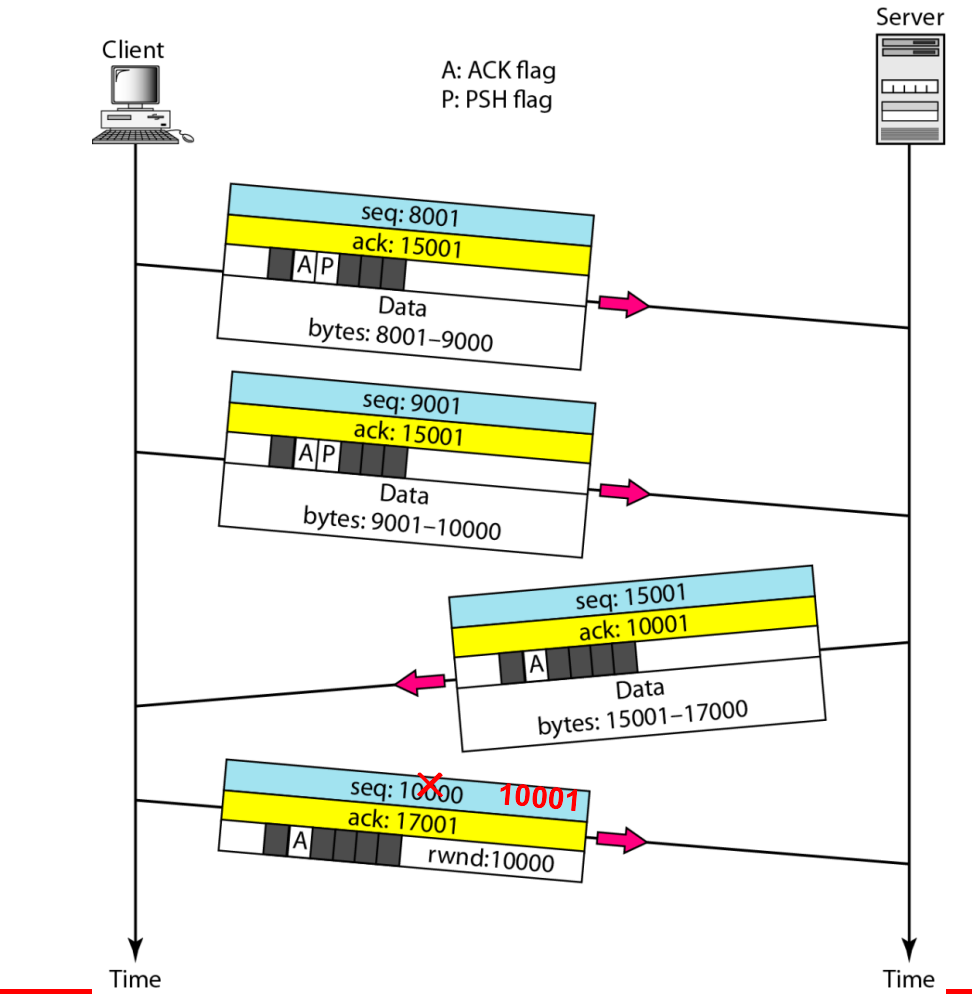 Client
Server
A: ACK flag
P: PSH flag
seq: 8001
ack: 15001
A P
Data
bytes: 8001–9000
seq: 9001
ack: 15001
A P
Data
bytes: 9001–10000
seq: 15001
ack: 10001
A
Data
bytes: 15001–17000
seq: 10000 10001
ack: 17001
A rwnd:10000
Time
Time